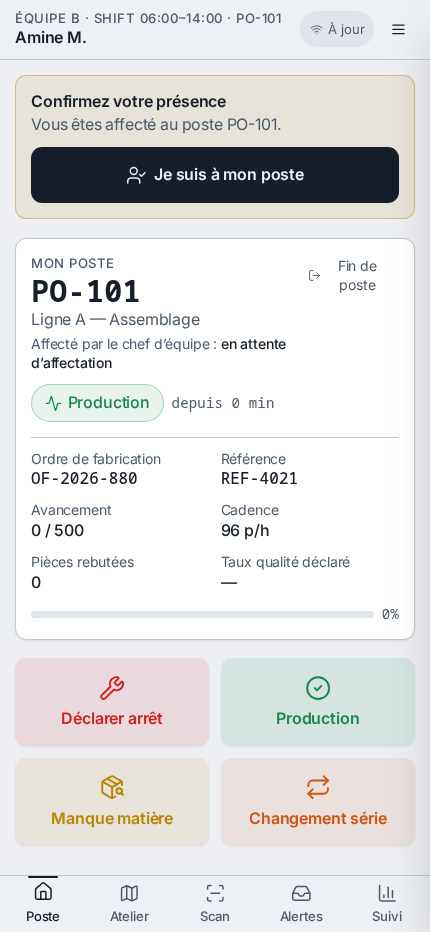 ÉQUIPE B · SHIFT 06:00–14:00 · PO-101
Amine M.
À jour
Confirmez votre présence
Vous êtes affecté au poste PO-101.
Je suis à mon poste
MON POSTE
Fin de
poste
PO-101
Ligne A — Assemblage
Affecté par le chef d’équipe : en attente
d’affectation
Production
depuis 0 min
Ordre de fabrication
Référence
OF-2026-880
REF-4021
Avancement
Cadence
0 / 500
96 p/h
Pièces rebutées
Taux qualité déclaré
0
—
0%
Déclarer arrêt
Production
Manque matière
Changement série
Poste
Atelier
Scan
Alertes
Suivi